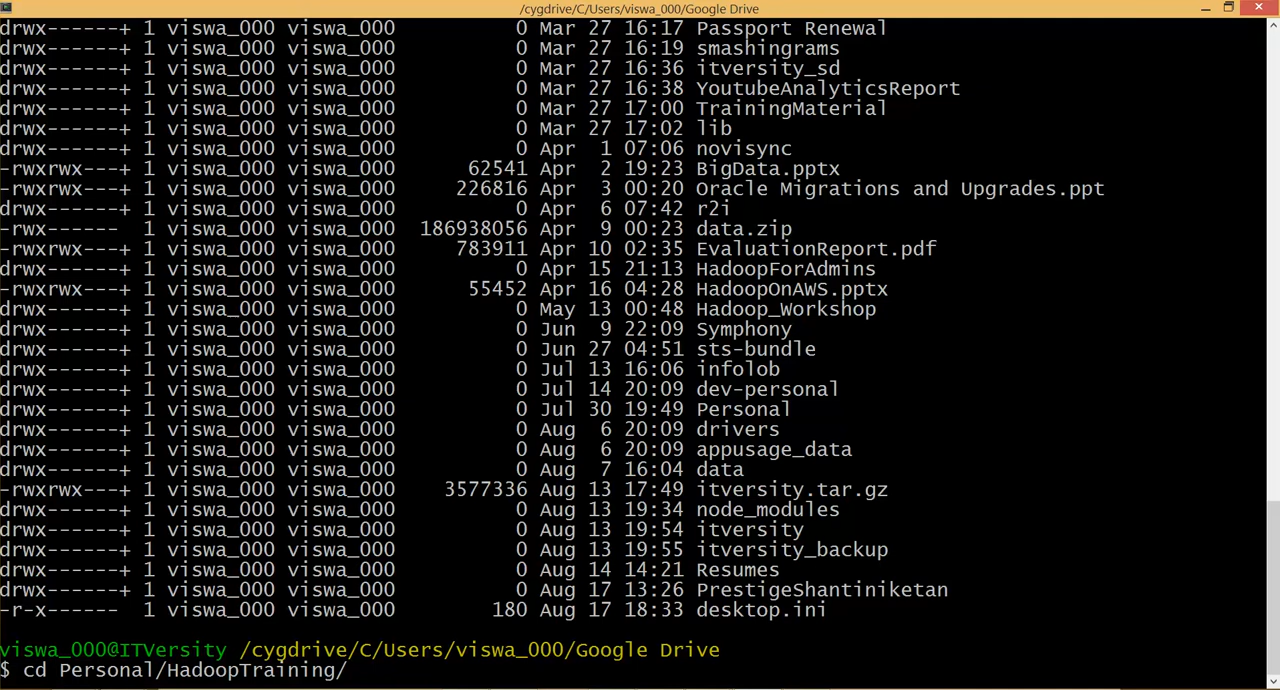 /cygdrive/C/Users/viswa_000/Google Drive
drwx------+ 1 viswa_000 viswa_000 0 Mar 27 16:17 Passport Renewal
drwx------+ 1 viswa_000 viswa_000 0 Mar 27 16:19 smashingrams
drwx------+ 1 viswa_000 viswa_000 0 Mar 27 16:36 itversity_sd
drwx------+ 1 viswa_000 viswa_000 0 Mar 27 16:38 YoutubeAnalyticsReport
drwx------+ 1 viswa_000 viswa_000 0 Mar 27 17:00 TrainingMaterial
drwx------+ 1 viswa_000 viswa_000 0 Mar 27 17:02 lib
drwx------+ 1 viswa_000 viswa_000 0 Apr 1 07:06 novisync
-rwxrwx---+ 1 viswa_000 viswa_000 62541 Apr 2 19:23 BigData.pptx
-rwxrwx---+ 1 viswa_000 viswa_000 226816 Apr 3 00:20 Oracle Migrations and Upgrades.ppt
drwx------+ 1 viswa_000 viswa_000 0 Apr 6 07:42 r2i
-rwx------ 1 viswa_000 viswa_000 186938056 Apr 9 00:23 data.zip
-rwxrwx---+ 1 viswa_000 viswa_000 783911 Apr 10 02:35 EvaluationReport.pdf
drwx------+ 1 viswa_000 viswa_000 0 Apr 15 21:13 HadoopForAdmins
-rwxrwx---+ 1 viswa_000 viswa_000 55452 Apr 16 04:28 HadoopOnAWS.pptx
drwx------+ 1 viswa_000 viswa_000 0 May 13 00:48 Hadoop_Workshop
drwx------+ 1 viswa_000 viswa_000 0 Jun 9 22:09 Symphony
drwx------+ 1 viswa_000 viswa_000 0 Jun 27 04:51 sts-bundle
drwx------+ 1 viswa_000 viswa_000 0 Jul 13 16:06 infolob
drwx------+ 1 viswa_000 viswa_000 0 Jul 14 20:09 dev-personal
drwx------+ 1 viswa_000 viswa_000 0 Jul 30 19:49 Personal
drwx------+ 1 viswa_000 viswa_000 0 Aug 6 20:09 drivers
drwx------+ 1 viswa_000 viswa_000 0 Aug 6 20:09 appusage_data
drwx------+ 1 viswa_000 viswa_000 0 Aug 7 16:04 data
-rwxrwx---+ 1 viswa_000 viswa_000 3577336 Aug 13 17:49 itversity.tar.gz
drwx------+ 1 viswa_000 viswa_000 0 Aug 13 19:34 node_modules
drwx------+ 1 viswa_000 viswa_000 0 Aug 13 19:54 itversity
drwx------+ 1 viswa_000 viswa_000 0 Aug 13 19:55 itversity_backup
drwx------+ 1 viswa_000 viswa_000 0 Aug 14 14:21 Resumes
drwx------+ 1 viswa_000 viswa_000 0 Aug 17 13:26 PrestigeShantiniketan
-r-x------ 1 viswa_000 viswa_000 180 Aug 17 18:33 desktop.ini
viswa_000@ITVersity /cygdrive/C/Users/viswa_000/Google Drive
$ cd Personal/HadoopTraining/